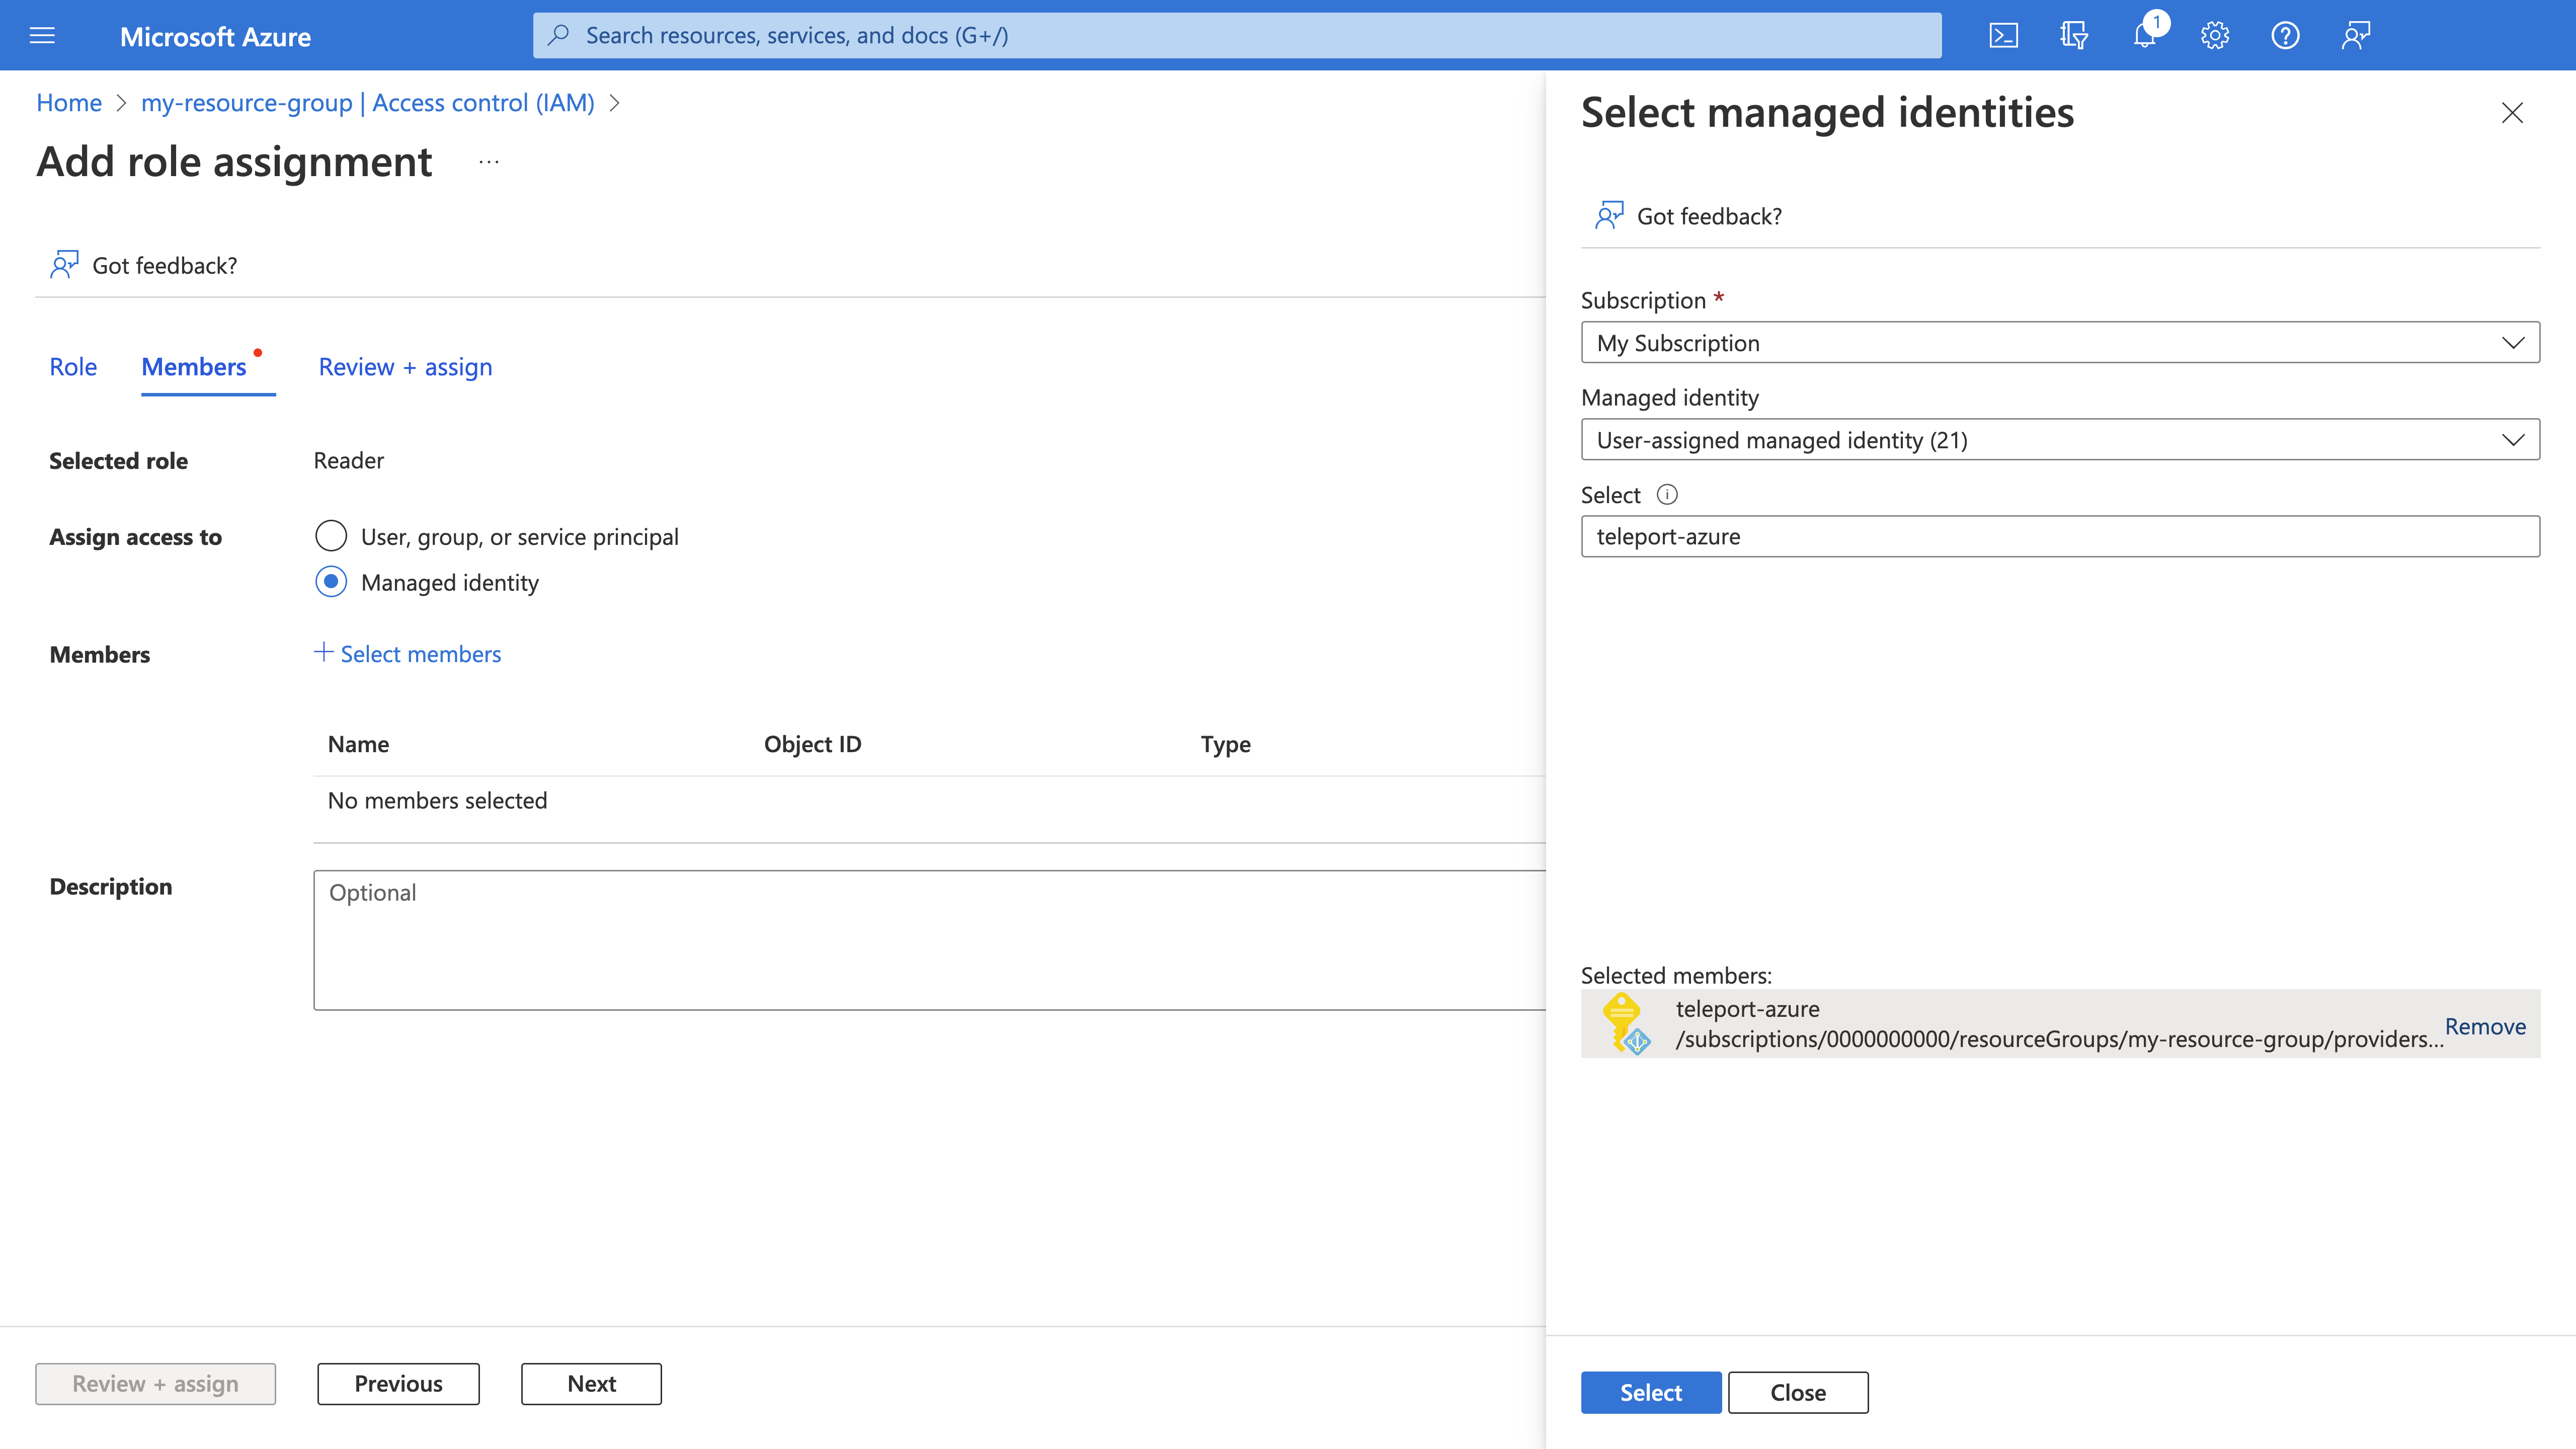 Microsoft Azure
Search resources, services, and docs (G+/)
1
Home > my-resource-group | Access control (IAM) >
Add role assignment ...
Got feedback?
Role
Members
Review + assign
Selected role
Reader
Assign access to
User, group, or service principal
Managed identity
Members
+ Select members
Name
Object ID
Type
No members selected
Description
Optional
Review + assign
Previous
Next
Select managed identities
Got feedback?
Subscription *
My Subscription
Managed identity
User-assigned managed identity (21)
Select
teleport-azure
Selected members:
teleport-azure
/subscriptions/0000000000/resourceGroups/my-resource-group/providers...
Remove
Select
Close